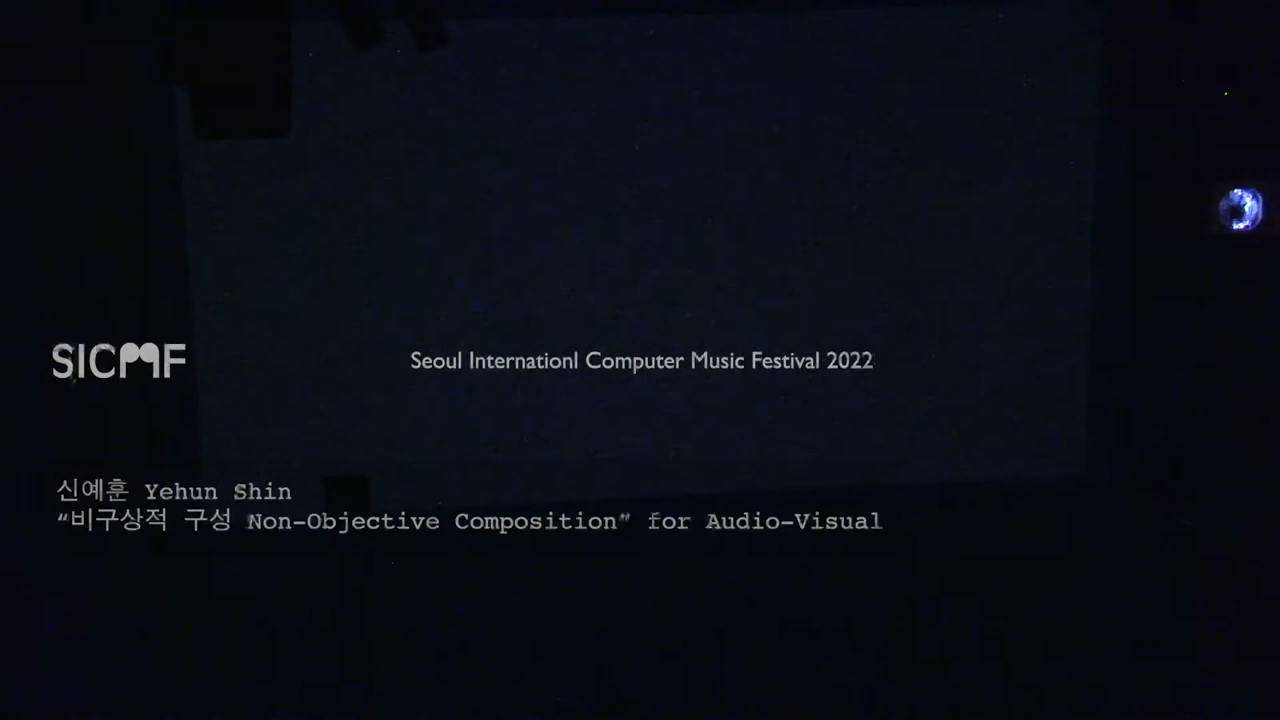 SICMF
Seoul Internationl Computer Music Festival 2022
신예훈 Yehun Shin
“비구상적 구성 Non-Objective Composition” for Audio-Visual